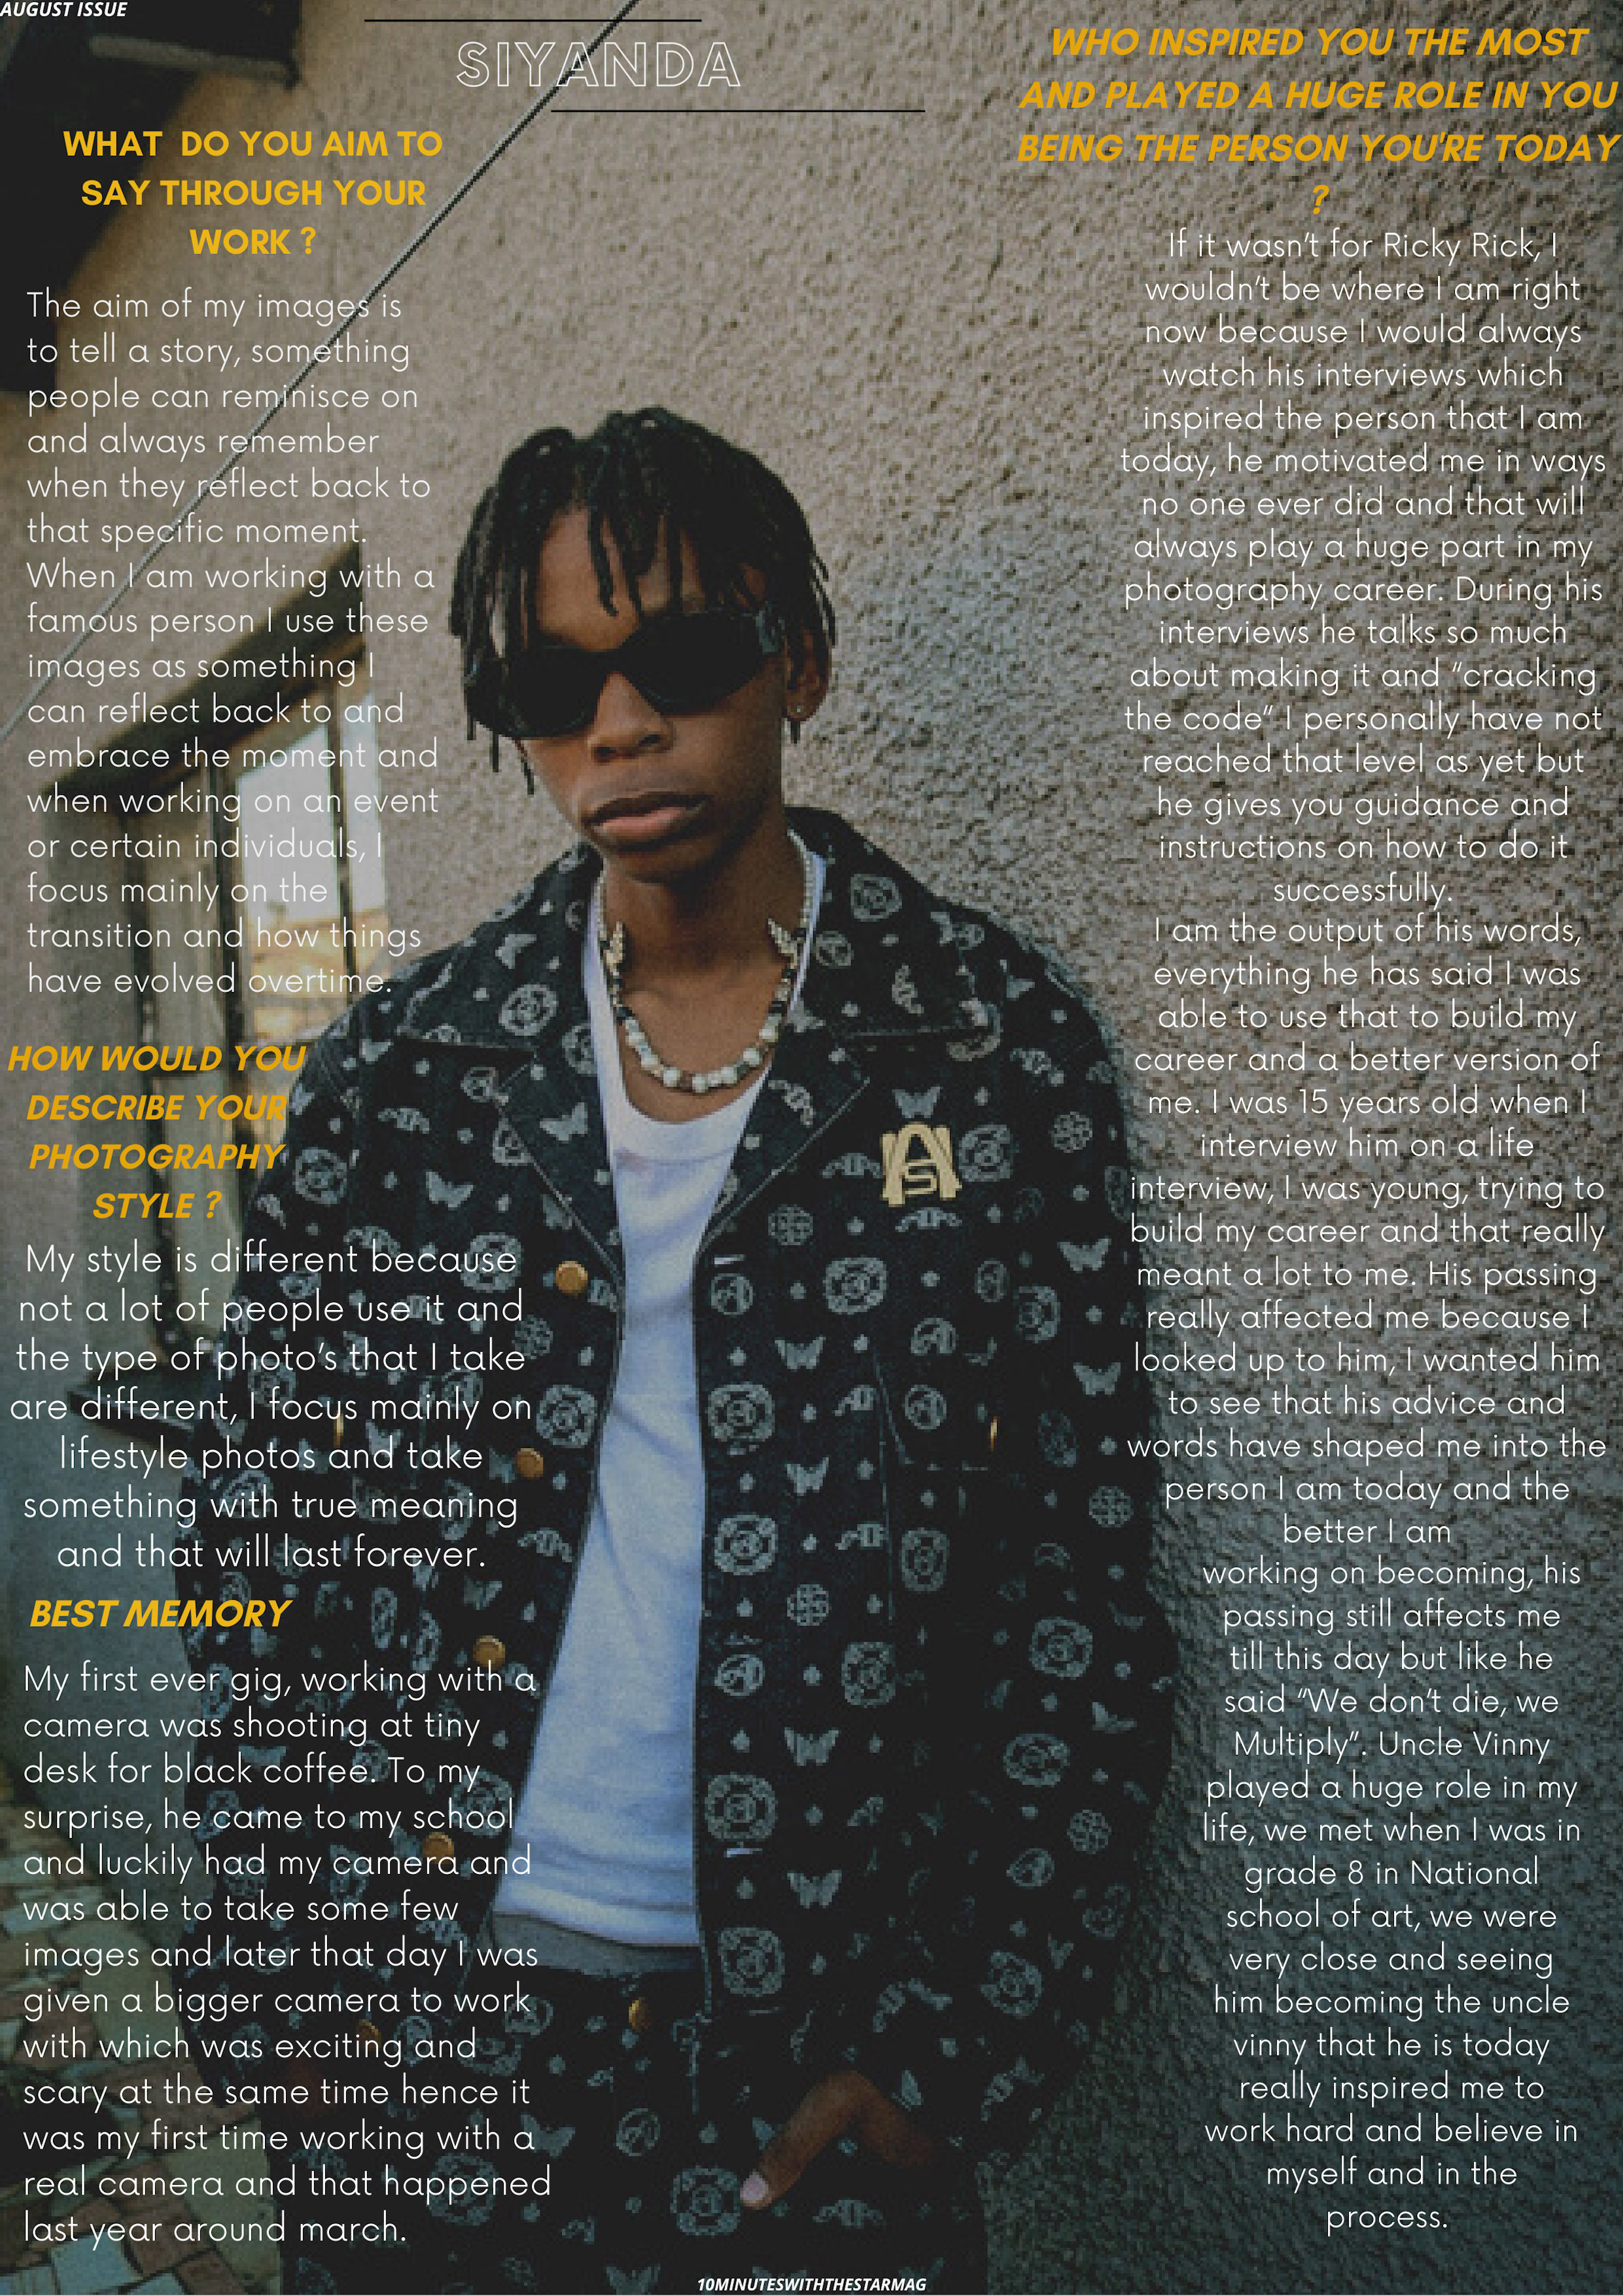 AUGUST ISSUE
SIYANDA
WHAT DO YOU AIM TO
SAY THROUGH YOUR
WORK ?
The aim of my images is
to tell a story, something
people can reminisce on
and always remember
when they reflect back to
that specific moment.
When I am working with a
famous person I use these
images as something I
can reflect back to and
embrace the moment and
when working on an event
or certain individuals, I
focus mainly on the
transition and how things
have evolved overtime.
HOW WOULD YOU
DESCRIBE YOUR
PHOTOGRAPHY
STYLE ?
My style is different because
not a lot of people use it and
the type of photo's that I take
are different, I focus mainly on
lifestyle photos and take
something with true meaning
and that will last forever.
BEST MEMORY
My first ever gig, working with a
camera was shooting at tiny
desk for black coffee. To my
surprise, he came to my school
and luckily had my camera and
was able to take some few
images and later that day I was
given a bigger camera to work
with which was exciting and
scary at the same time hence it
was my first time working with a
real camera and that happened
last year around march.
WHO INSPIRED YOU THE MOST
AND PLAYED A HUGE ROLE IN YOU
BEING THE PERSON YOU'RE TODAY
?
If it wasn't for Ricky Rick, I
wouldn't be where I am right
now because I would always
watch his interviews which
inspired the person that I am
today, he motivated me in ways
no one ever did and that will
always play a huge part in my
photography career. During his
interviews he talks so much
about making it and "cracking
the code" I personally have not
reached that level as yet but
he gives you guidance and
instructions on how to do it
successfully.
I am the output of his words,
everything he has said I was
able to use that to build my
career and a better version of
me. I was 15 years old when I
interview him on a life
interview, I was young, trying to
build my career and that really
meant a lot to me. His passing
really affected me because I
looked up to him, I wanted him
to see that his advice and
words have shaped me into the
person I am today and the
better I am
working on becoming, his
passing still affects me
till this day but like he
said "We don't die, we
Multiply". Uncle Vinny
played a huge role in my
life, we met when I was in
grade 8 in National
school of art, we were
very close and seeing
him becoming the uncle
vinny that he is today
really inspired me to
work hard and believe in
myself and in the
process.
10MINUTESWITHTHESTARMAG